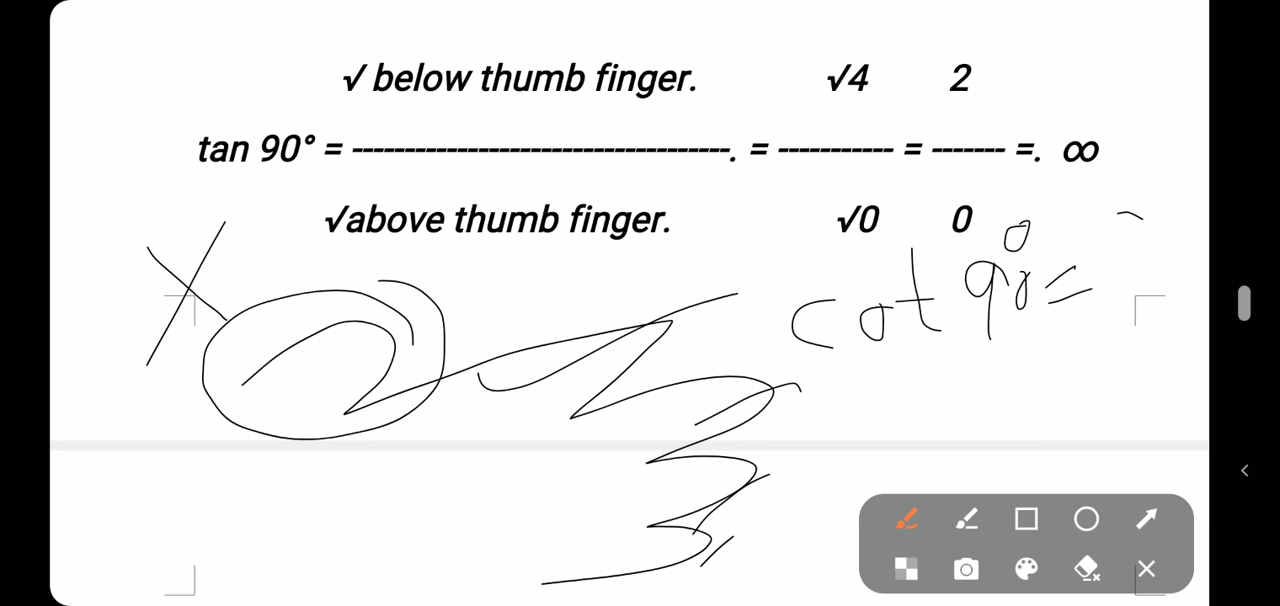 √ below thumb finger. √4 2
tan 90° = ----------------------------------. = ----------- = ------- =. ∞
√above thumb finger. √0 0
cot 90° =